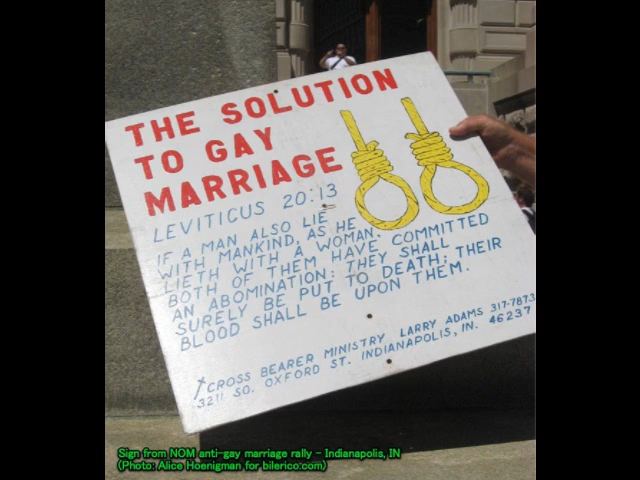 THE SOLUTION
TO GAY
MARRIAGE
LEVITICUS 20:13
IF A MAN ALSO LIE
WITH MANKIND, AS HE
LIETH WITH A WOMAN.
BOTH OF THEM HAVE COMMITTED
AN ABOMINATION: THEY SHALL
SURELY BE PUT TO DEATH; THEIR
BLOOD SHALL BE UPON THEM.
CROSS BEARER MINISTRY LARRY ADAMS 317-7873
3211 SO. OXFORD ST. INDIANAPOLIS, IN. 46237
Sign from NOM anti-gay marriage rally - Indianapolis, IN
(Photo: Alice Hoenigman for bilerico.com)